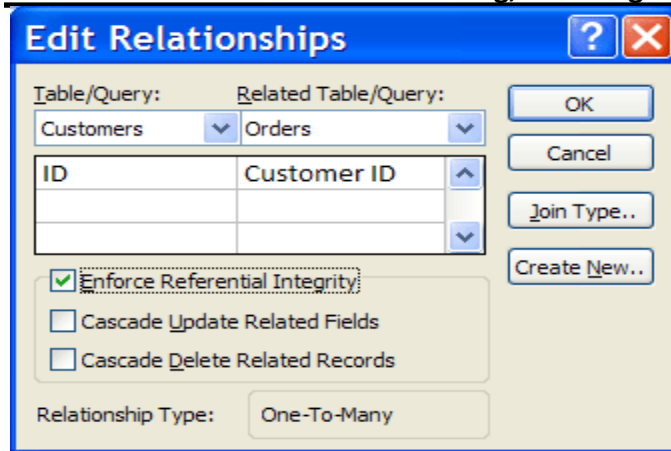 Edit Relationships
Table/Query: Related Table/Query:
Customers Orders
OK
Cancel
ID Customer ID
Join Type..
Create New..
Enforce Referential Integrity
Cascade Update Related Fields
Cascade Delete Related Records
Relationship Type: One-To-Many